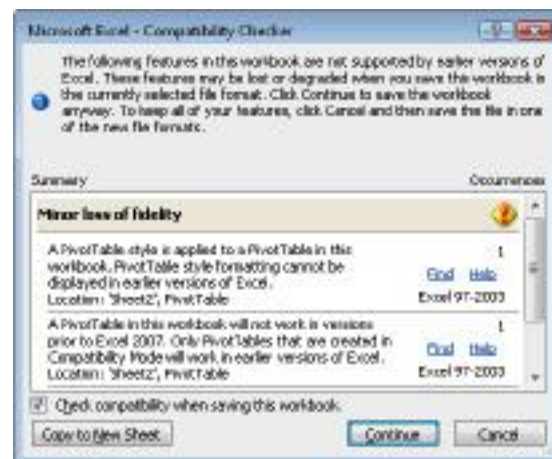 Microsoft Excel - Compatibility Checker
The following features in this workbook are not supported by earlier versions of
Excel. These features may be lost or degraded when you save the workbook in
the currently selected file format. Click Continue to save the workbook
anyway. To keep all of your features, click Cancel and then save the file in one
of the new file formats.
Summary Occurrences
Minor loss of fidelity
A PivotTable style is applied to a PivotTable in this 1
workbook. PivotTable style formatting cannot be Find Help
displayed in earlier versions of Excel.
Location: 'Sheet2', PivotTable Excel 97-2003
A PivotTable in this workbook will not work in versions 1
prior to Excel 2007. Only PivotTables that are created in Find Help
Compatibility Mode will work in earlier versions of Excel.
Location: 'Sheet2', PivotTable Excel 97-2003
Check compatibility when saving this workbook.
Copy to New Sheet Continue Cancel